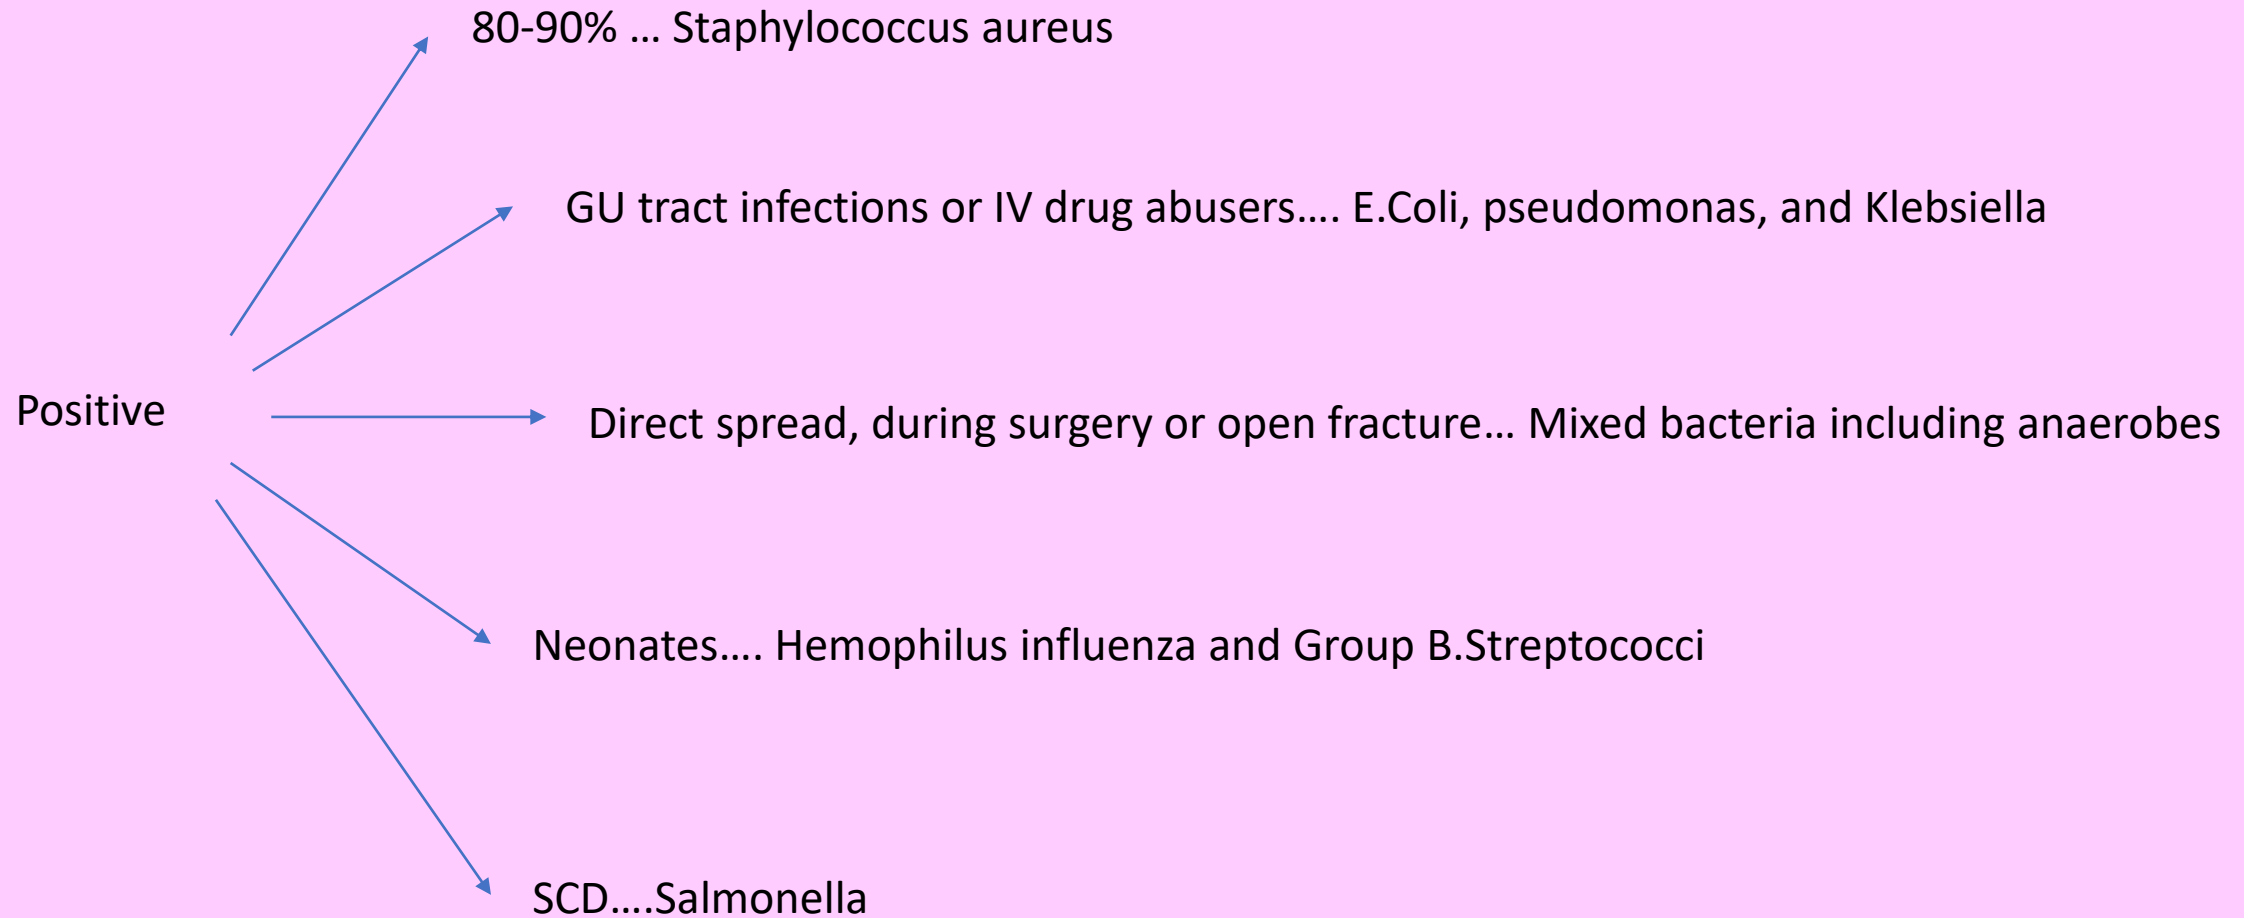 80-90% … Staphylococcus aureus
GU tract infections or IV drug abusers…. E.Coli, pseudomonas, and Klebsiella
Positive
Direct spread, during surgery or open fracture… Mixed bacteria including anaerobes
Neonates…. Hemophilus influenza and Group B.Streptococci
SCD….Salmonella